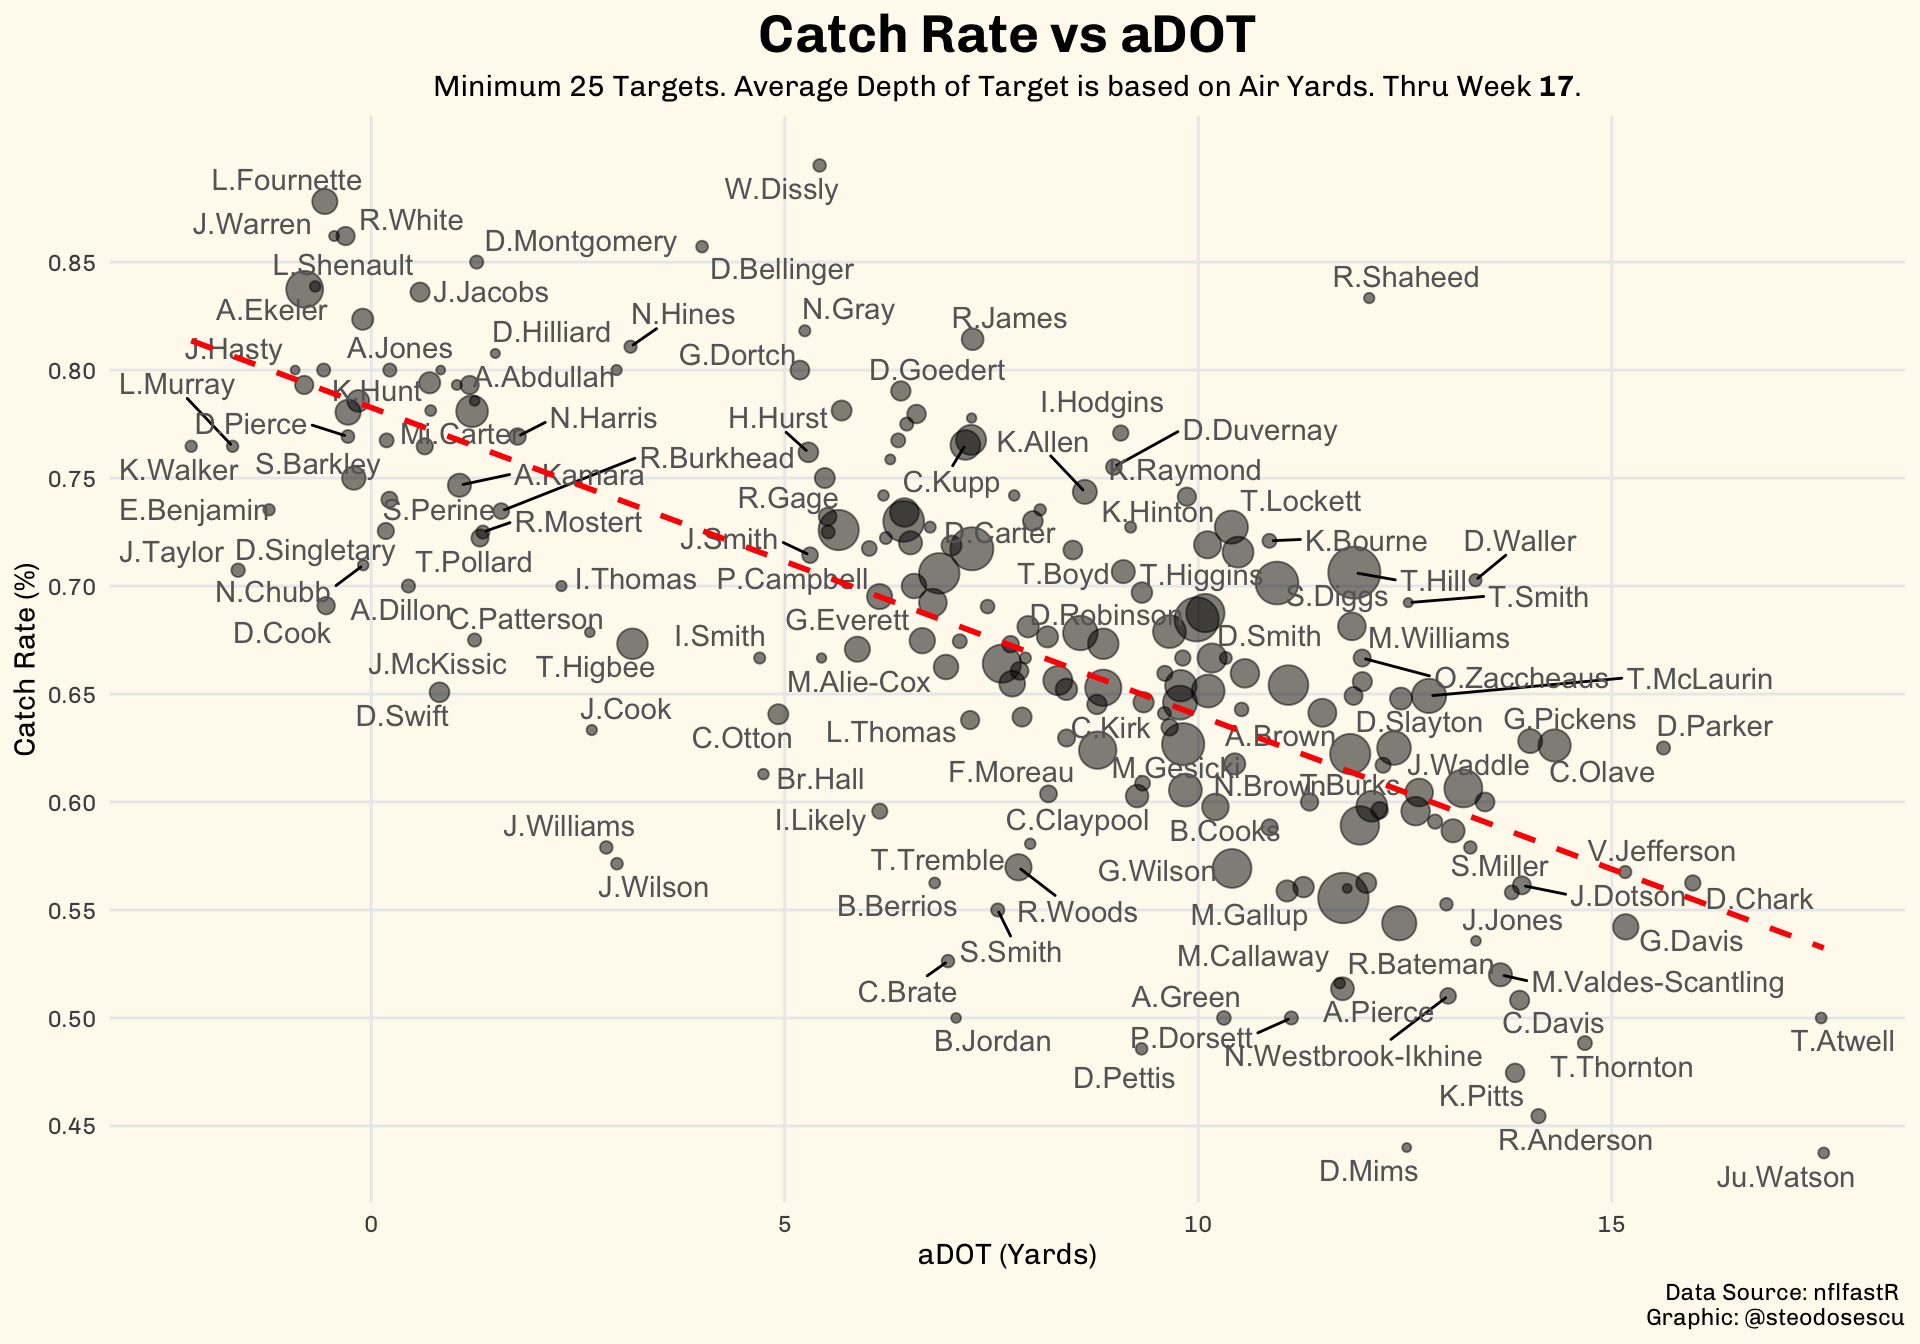 Catch Rate vs aDOT
Minimum 25 Targets. Average Depth of Target is based on Air Yards. Thru Week 17.
W.Dissly
L.Fournette
J.Warren
R.White
D.Montgomery
D.Bellinger
L.Shenault
0.85
R.Shaheed
J.Jacobs
A.Ekeler
N.Hines
N.Gray
R.James
D.Hilliard
J.Hasty
A.Jones
G.Dortch
0.80
D.Goedert
A.Abdullah
L.Murray
K.Hunt
I.Hodgins
N.Harris
H.Hurst
D.Pierce
Mi.Carter
K.Allen
D.Duvernay
R.Burkhead
K.Walker
S.Barkley
A.Kamara
K.Raymond
0.75
C.Kupp
R.Gage
T.Lockett
E.Benjamin
S.Perine
R.Mostert
K.Hinton
D.Carter
J.Smith
K.Bourne
D.Waller
J.Taylor
D.Singletary
T.Pollard
I.Thomas
P.Campbell
T.Boyd
T.Higgins
T.Hill
0.70
N.Chubb
S.Diggs
T.Smith
A.Dillon
C.Patterson
G.Everett
D.Robinson
D.Cook
I.Smith
D.Smith
M.Williams
J.McKissic
T.Higbee
M.Alie-Cox
O.Zaccheaus
T.McLaurin
0.65
D.Swift
J.Cook
C.Otton
L.Thomas
C.Kirk
A.Brown
D.Slayton
G.Pickens
D.Parker
Br.Hall
F.Moreau
M.Gesicki
N.Brown
T.Burks
J.Waddle
C.Olave
0.60
J.Williams
I.Likely
C.Claypool
B.Cooks
V.Jefferson
T.Tremble
G.Wilson
S.Miller
J.Wilson
J.Dotson
D.Chark
0.55
B.Berrios
R.Woods
M.Gallup
J.Jones
G.Davis
S.Smith
M.Callaway
R.Bateman
M.Valdes-Scantling
C.Brate
A.Green
A.Pierce
C.Davis
0.50
B.Jordan
P.Dorsett
N.Westbrook-Ikhine
T.Atwell
D.Pettis
T.Thornton
K.Pitts
0.45
R.Anderson
D.Mims
Ju.Watson
Catch Rate (%)
0
5
10
15
aDOT (Yards)
Data Source: nflfastR
Graphic: @steodosescu